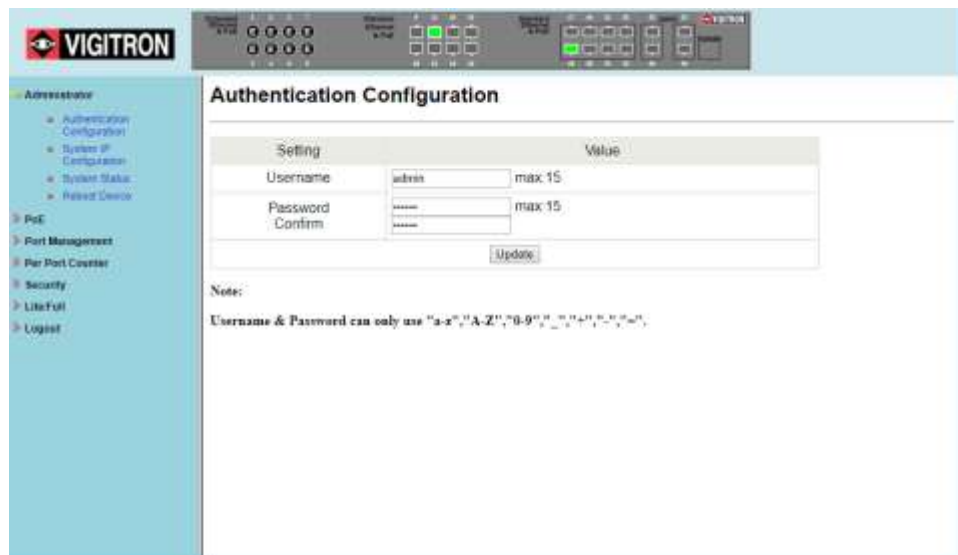 VIGITRON
Administrator
Authentication
Configuration
System IP
Configuration
System Status
Reboot Device
PoE
Port Management
Per Port Counter
Security
Lite/Full
Logout
Authentication Configuration
Setting Value
Username admin max:15
Password max:15
Confirm
Update
Note:
Username & Password can only use "a-z","A-Z","0-9","_","+","-","=".